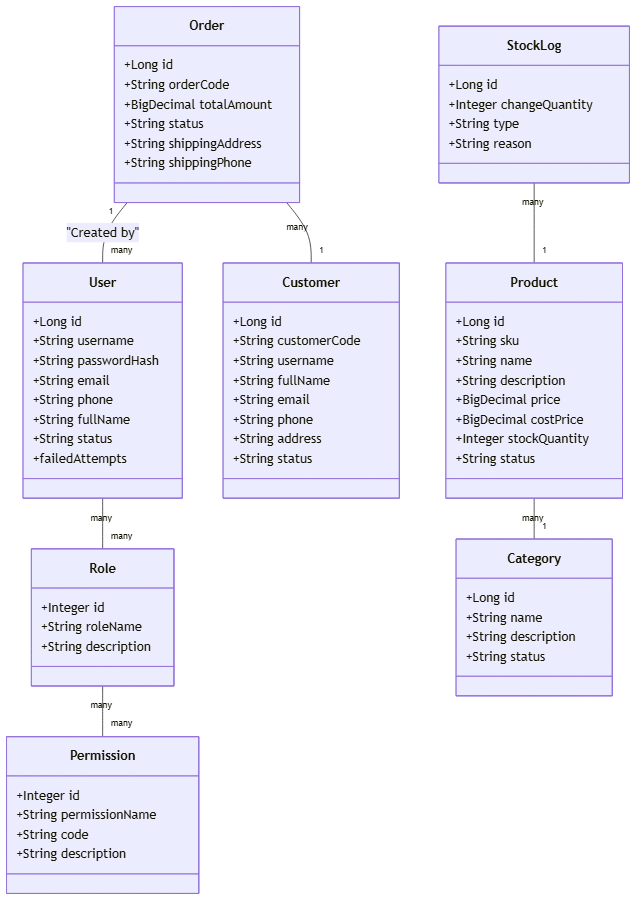 Order
+Long id
+String orderCode
+BigDecimal totalAmount
+String status
+String shippingAddress
+String shippingPhone
StockLog
+Long id
+Integer changeQuantity
+String type
+String reason
1
"Created by"
many
many
1
many
1
User
+Long id
+String username
+String passwordHash
+String email
+String phone
+String fullName
+String status
+failedAttempts
Customer
+Long id
+String customerCode
+String username
+String fullName
+String email
+String phone
+String address
+String status
Product
+Long id
+String sku
+String name
+String description
+BigDecimal price
+BigDecimal costPrice
+Integer stockQuantity
+String status
many
many
many
1
Role
+Integer id
+String roleName
+String description
Category
+Long id
+String name
+String description
+String status
many
many
Permission
+Integer id
+String permissionName
+String code
+String description